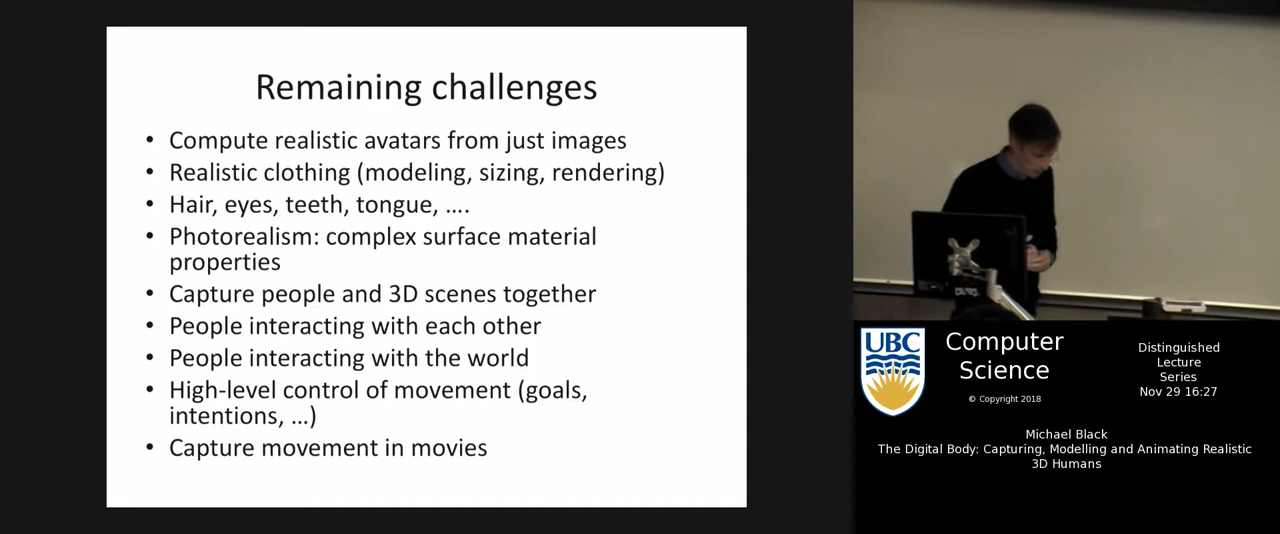 Remaining challenges
• Compute realistic avatars from just images
• Realistic clothing (modeling, sizing, rendering)
• Hair, eyes, teeth, tongue, ....
• Photorealism: complex surface material
properties
• Capture people and 3D scenes together
• People interacting with each other
• People interacting with the world
• High-level control of movement (goals,
intentions, ...)
• Capture movement in movies
UBC
Computer
Science
© Copyright 2018
Distinguished
Lecture
Series
Nov 29 16:27
Michael Black
The Digital Body: Capturing, Modelling and Animating Realistic
3D Humans